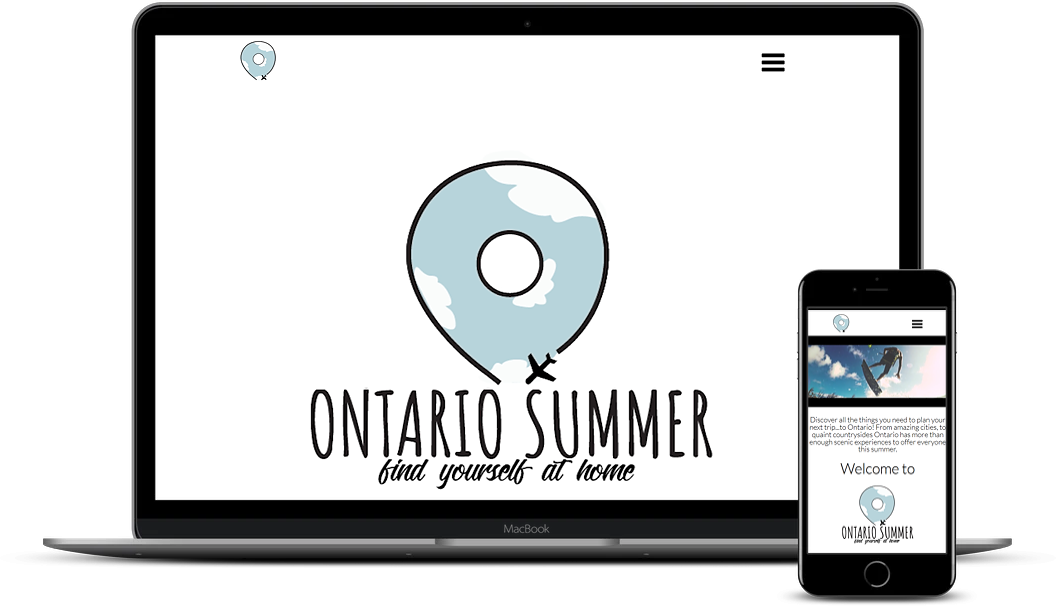 ONTARIO SUMMER
find yourself at home
MacBook
Discover all the things you need to plan your
next trip...to Ontario! From amazing cities, to
quaint countrysides Ontario has more than
enough scenic experiences to offer everyone
this summer.
Welcome to
ONTARIO SUMMER
find yourself at home